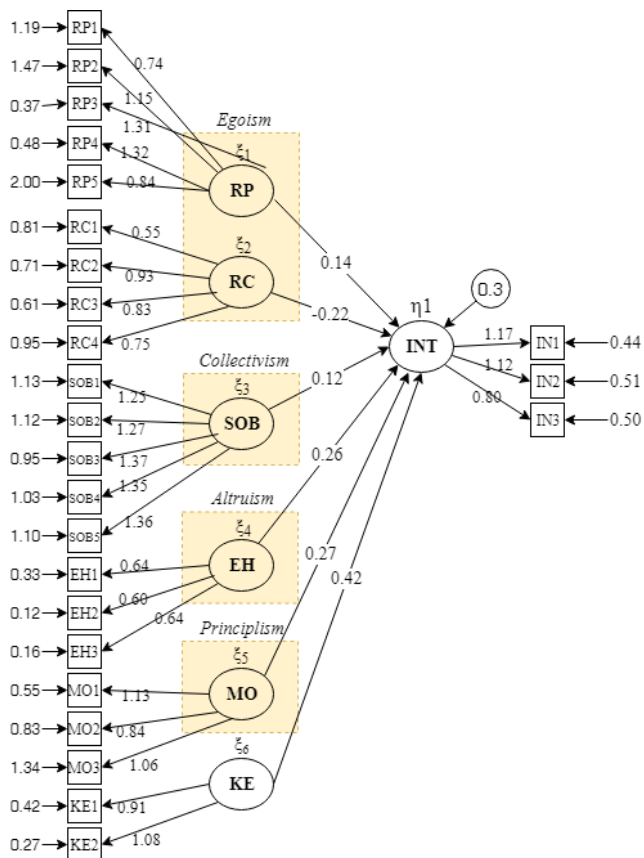 1.19 RP1
0.74
1.47 RP2
1.15
0.37 RP3
1.31
Egoism
0.48 RP4
1.32
ξ1
2.00 RP5
0.84
RP
0.81 RC1
0.55
ξ2
0.14
0.71 RC2
0.93
RC
0.3
0.61 RC3
0.83
-0.22
η1
0.95 RC4
0.75
INT
1.17
IN1 0.44
Collectivism
1.13 SOB1
1.25
ξ3
0.12
1.12
IN2 0.51
1.12 SOB2
1.27
SOB
0.80
IN3 0.50
0.95 SOB3
1.37
0.26
1.03 SOB4
1.35
1.10 SOB5
1.36
Altruism
ξ4
0.33 EH1
0.64
EH
0.27
0.42
0.12 EH2
0.60
0.16 EH3
0.64
Principlism
ξ5
0.55 MO1
1.13
MO
0.83 MO2
0.84
1.34 MO3
1.06
ξ6
0.42 KE1
0.91
KE
0.27 KE2
1.08